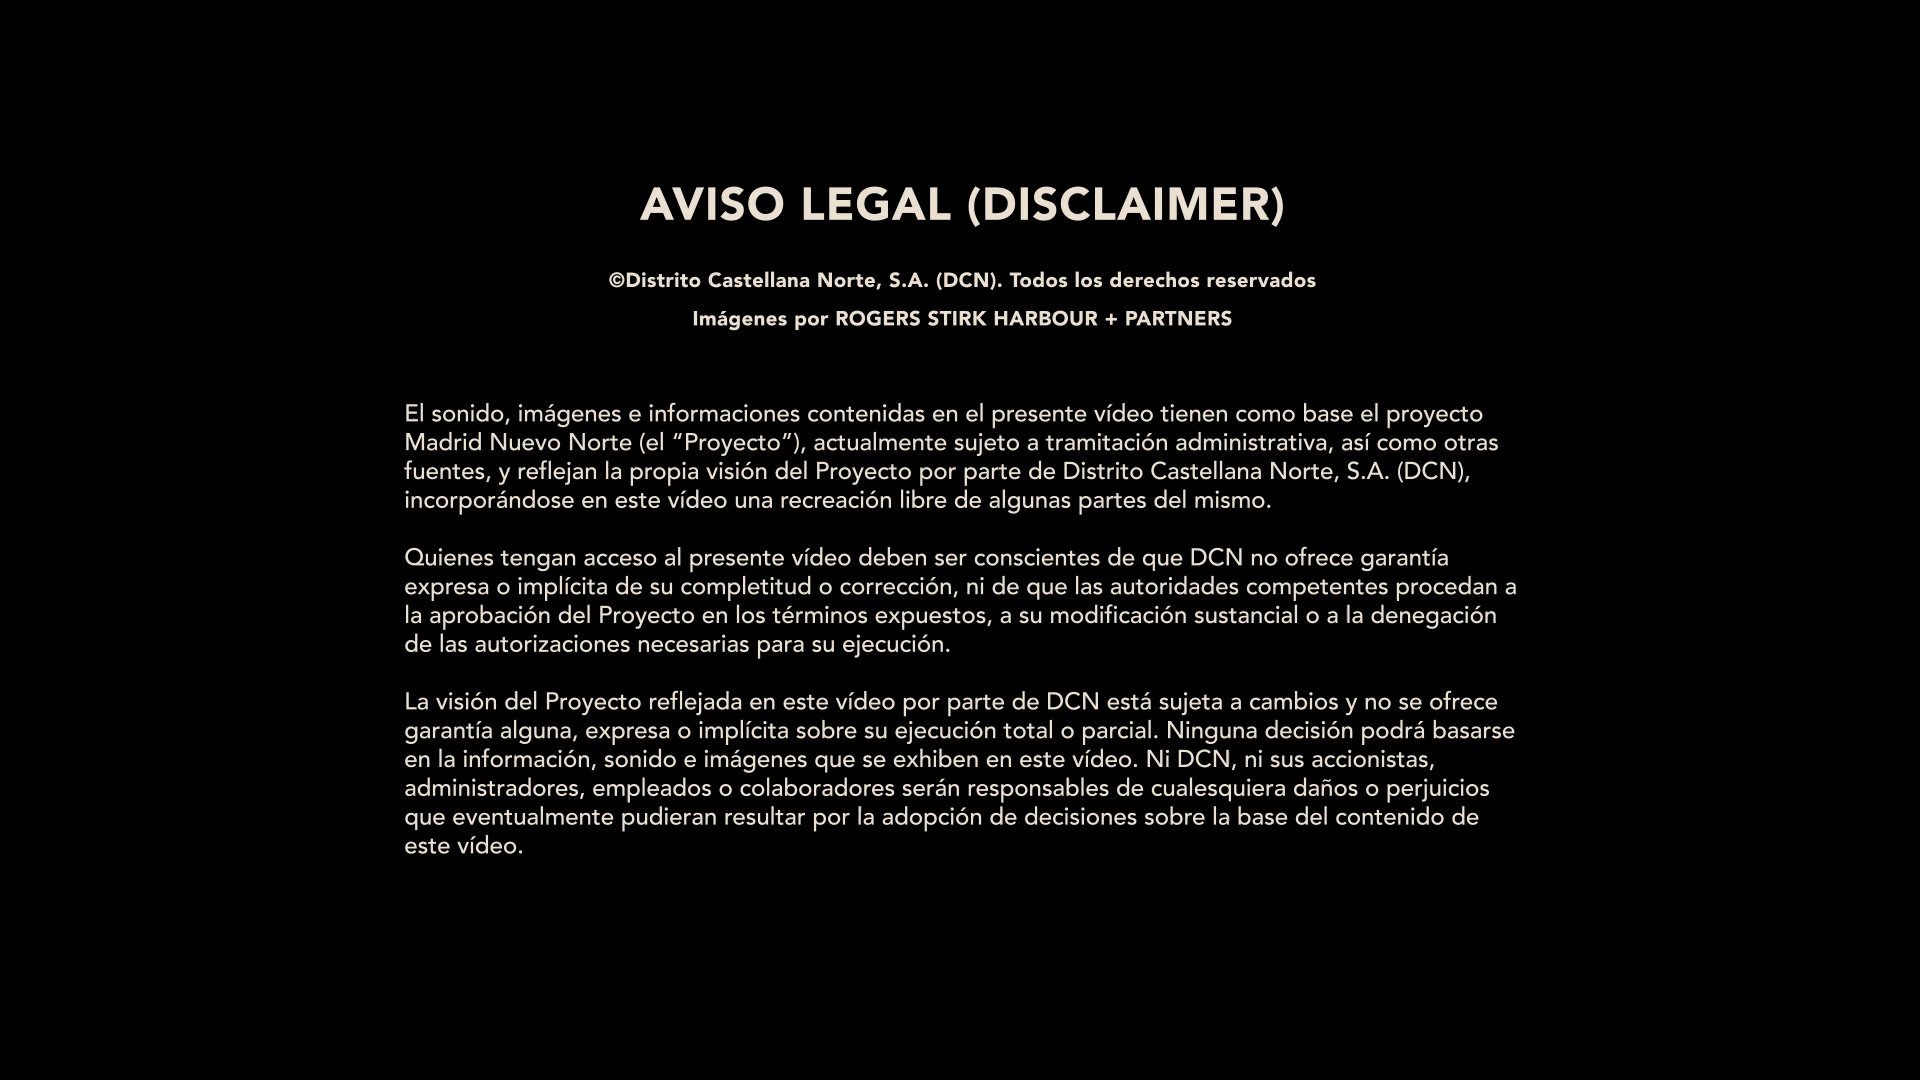 AVISO LEGAL (DISCLAIMER)
©Distrito Castellana Norte, S.A. (DCN). Todos los derechos reservados
Imágenes por ROGERS STIRK HARBOUR + PARTNERS
El sonido, imágenes e informaciones contenidas en el presente vídeo tienen como base el proyecto
Madrid Nuevo Norte (el “Proyecto”), actualmente sujeto a tramitación administrativa, así como otras
fuentes, y reflejan la propia visión del Proyecto por parte de Distrito Castellana Norte, S.A. (DCN),
incorporándose en este vídeo una recreación libre de algunas partes del mismo.
Quienes tengan acceso al presente vídeo deben ser conscientes de que DCN no ofrece garantía
expresa o implícita de su completitud o corrección, ni de que las autoridades competentes procedan a
la aprobación del Proyecto en los términos expuestos, a su modificación sustancial o a la denegación
de las autorizaciones necesarias para su ejecución.
La visión del Proyecto reflejada en este vídeo por parte de DCN está sujeta a cambios y no se ofrece
garantía alguna, expresa o implícita sobre su ejecución total o parcial. Ninguna decisión podrá basarse
en la información, sonido e imágenes que se exhiben en este vídeo. Ni DCN, ni sus accionistas,
administradores, empleados o colaboradores serán responsables de cualesquiera daños o perjuicios
que eventualmente pudieran resultar por la adopción de decisiones sobre la base del contenido de
este vídeo.